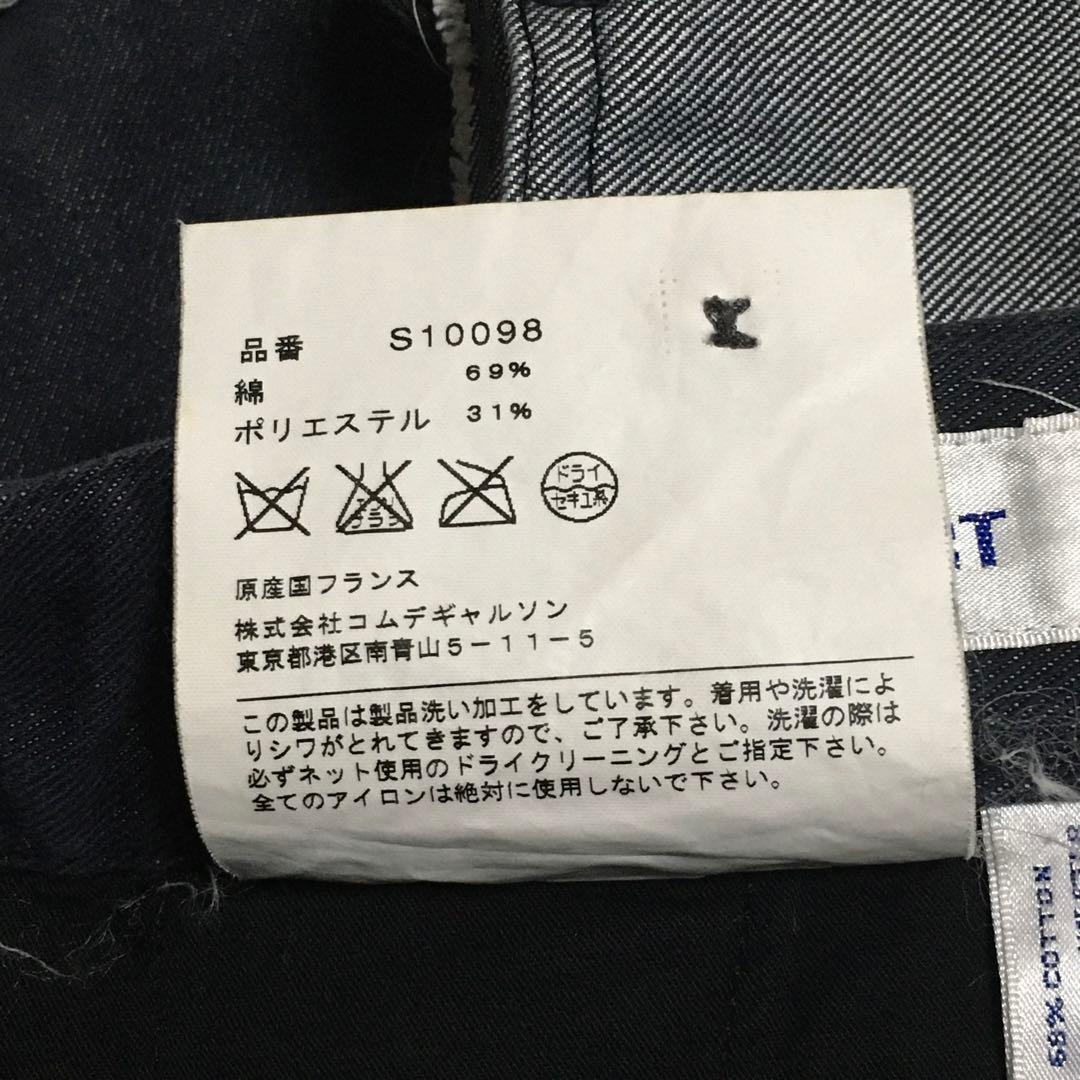 品番 S10098
綿 69%
ポリエステル 31%
ドライ
セキユ系
原産国フランス
株式会社コムデギャルソン
東京都港区南青山5-11-5
この製品は製品洗い加工をしています。着用や洗濯によ
りシワがとれてきますので、ご了承下さい。洗濯の際は
必ずネット使用のドライクリーニングとご指定下さい。
全てのアイロンは絶対に使用しないで下さい。
68% COTTON